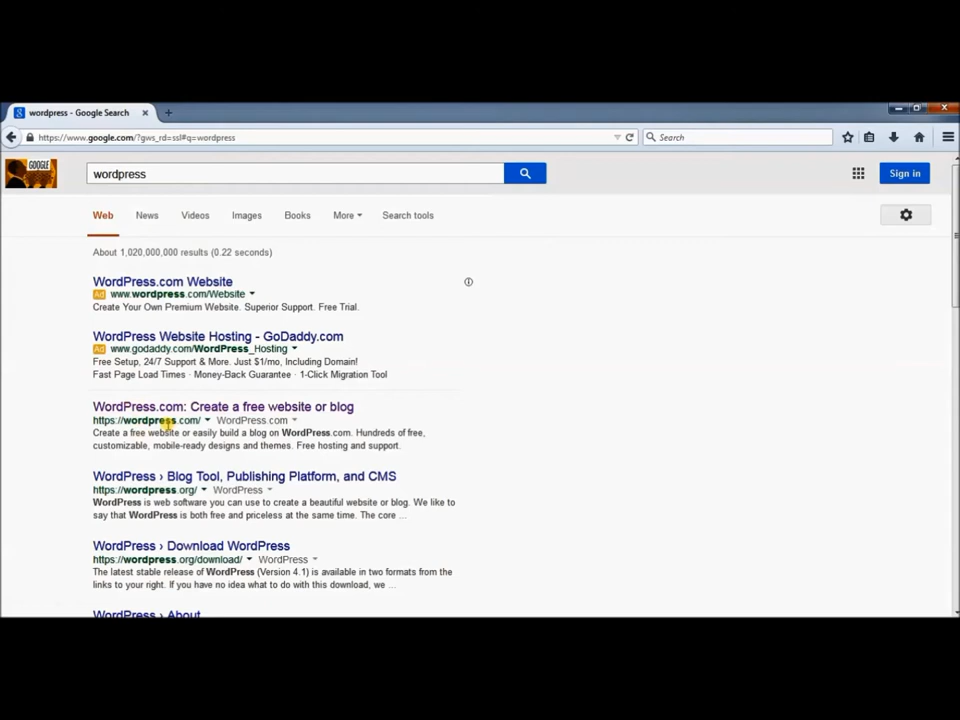 wordpress - Google Search
https://www.google.com/?gws_rd=ssl#q=wordpress
Search
GOOGLE
wordpress
Sign in
Web News Videos Images Books More Search tools
About 1,020,000,000 results (0.22 seconds)
WordPress.com Website
Ad www.wordpress.com/Website
Create Your Own Premium Website. Superior Support. Free Trial.
WordPress Website Hosting - GoDaddy.com
Ad www.godaddy.com/WordPress_Hosting
Free Setup, 24/7 Support & More. Just $1/mo, Including Domain!
Fast Page Load Times · Money-Back Guarantee · 1-Click Migration Tool
WordPress.com: Create a free website or blog
https://wordpress.com/ WordPress.com
Create a free website or easily build a blog on WordPress.com. Hundreds of free,
customizable, mobile-ready designs and themes. Free hosting and support.
WordPress › Blog Tool, Publishing Platform, and CMS
https://wordpress.org/ WordPress
WordPress is web software you can use to create a beautiful website or blog. We like to
say that WordPress is both free and priceless at the same time. The core ...
WordPress › Download WordPress
https://wordpress.org/download/ WordPress
The latest stable release of WordPress (Version 4.1) is available in two formats from the
links to your right. If you have no idea what to do with this download, we ...
WordPress › About